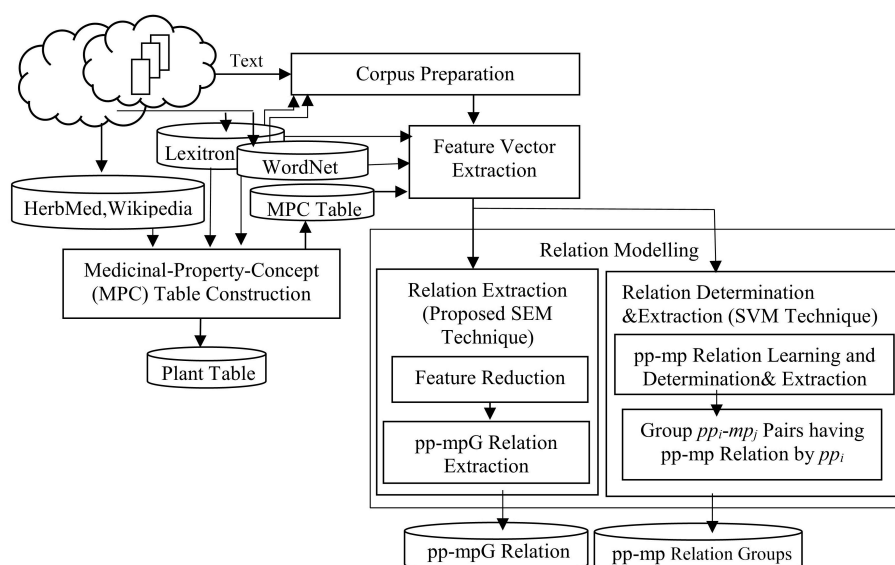 Text
Corpus Preparation
Lexitron
WordNet
Feature Vector
Extraction
HerbMed,Wikipedia
MPC Table
Relation Modelling
Medicinal-Property-Concept
(MPC) Table Construction
Relation Extraction
(Proposed SEM
Technique)
Relation Determination
&Extraction (SVM Technique)
Plant Table
Feature Reduction
pp-mp Relation Learning and
Determination& Extraction
pp-mpG Relation
Extraction
Group ppi-mpj Pairs having
pp-mp Relation by ppi
pp-mpG Relation
pp-mp Relation Groups